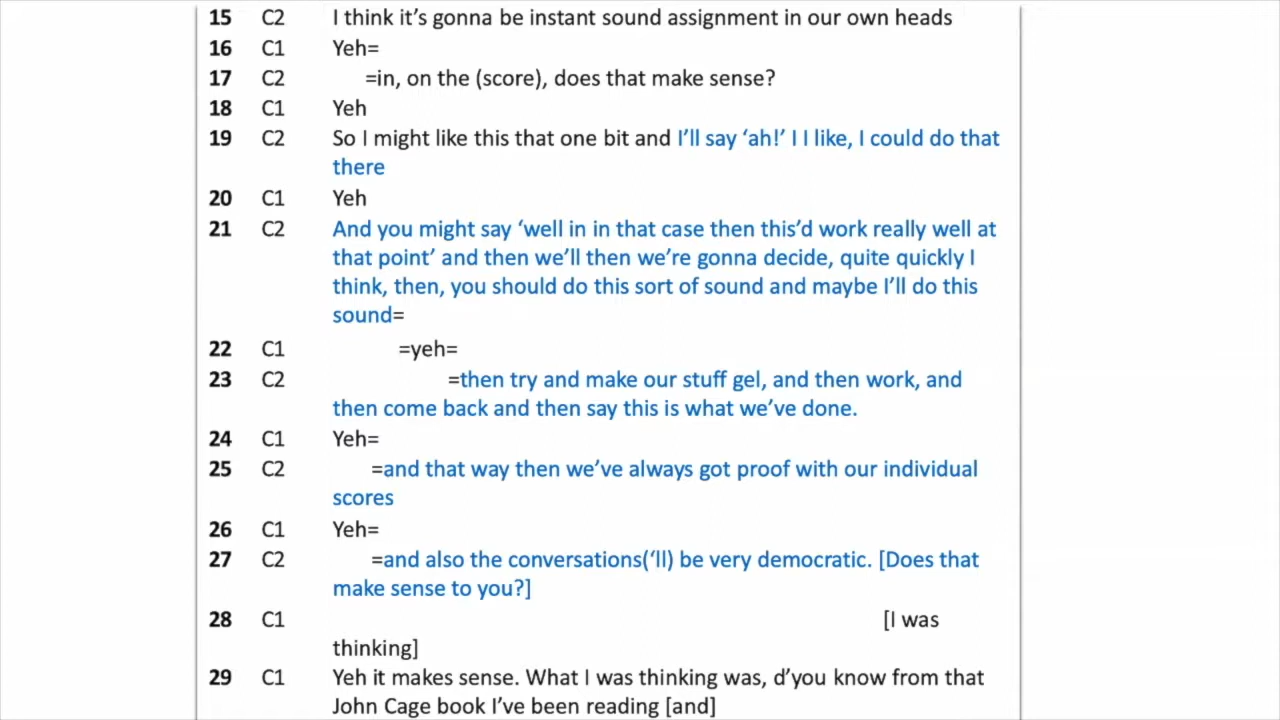 15 C2 I think it’s gonna be instant sound assignment in our own heads
16 C1 Yeh=
17 C2 =in, on the (score), does that make sense?
18 C1 Yeh
19 C2 So I might like this that one bit and I’ll say ‘ah!’ I I like, I could do that
there
20 C1 Yeh
21 C2 And you might say ‘well in in that case then this’d work really well at
that point’ and then we’ll then we’re gonna decide, quite quickly I
think, then, you should do this sort of sound and maybe I’ll do this
sound=
22 C1 =yeh=
23 C2 =then try and make our stuff gel, and then work, and
then come back and then say this is what we’ve done.
24 C1 Yeh=
25 C2 =and that way then we’ve always got proof with our individual
scores
26 C1 Yeh=
27 C2 =and also the conversations(‘ll) be very democratic. [Does that
make sense to you?]
28 C1 [I was
thinking]
29 C1 Yeh it makes sense. What I was thinking was, d’you know from that
John Cage book I’ve been reading [and]